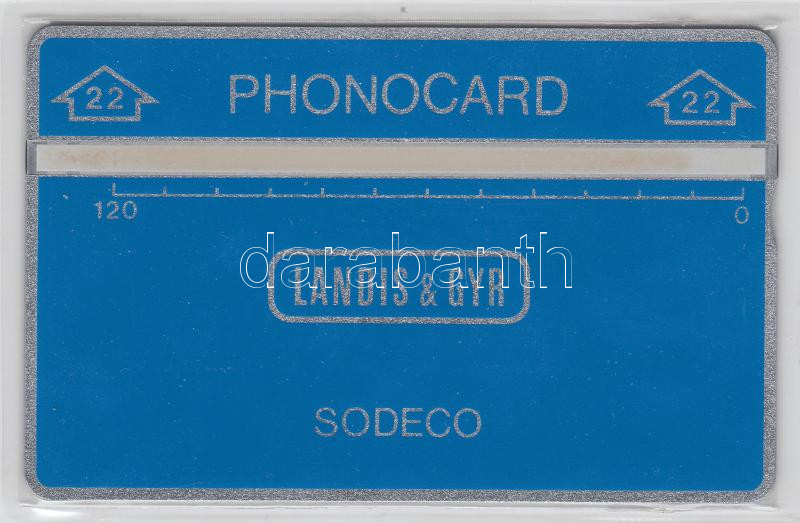 22 PHONOCARD 22
120 0
darabanth
LANDIS & GYR
SODECO